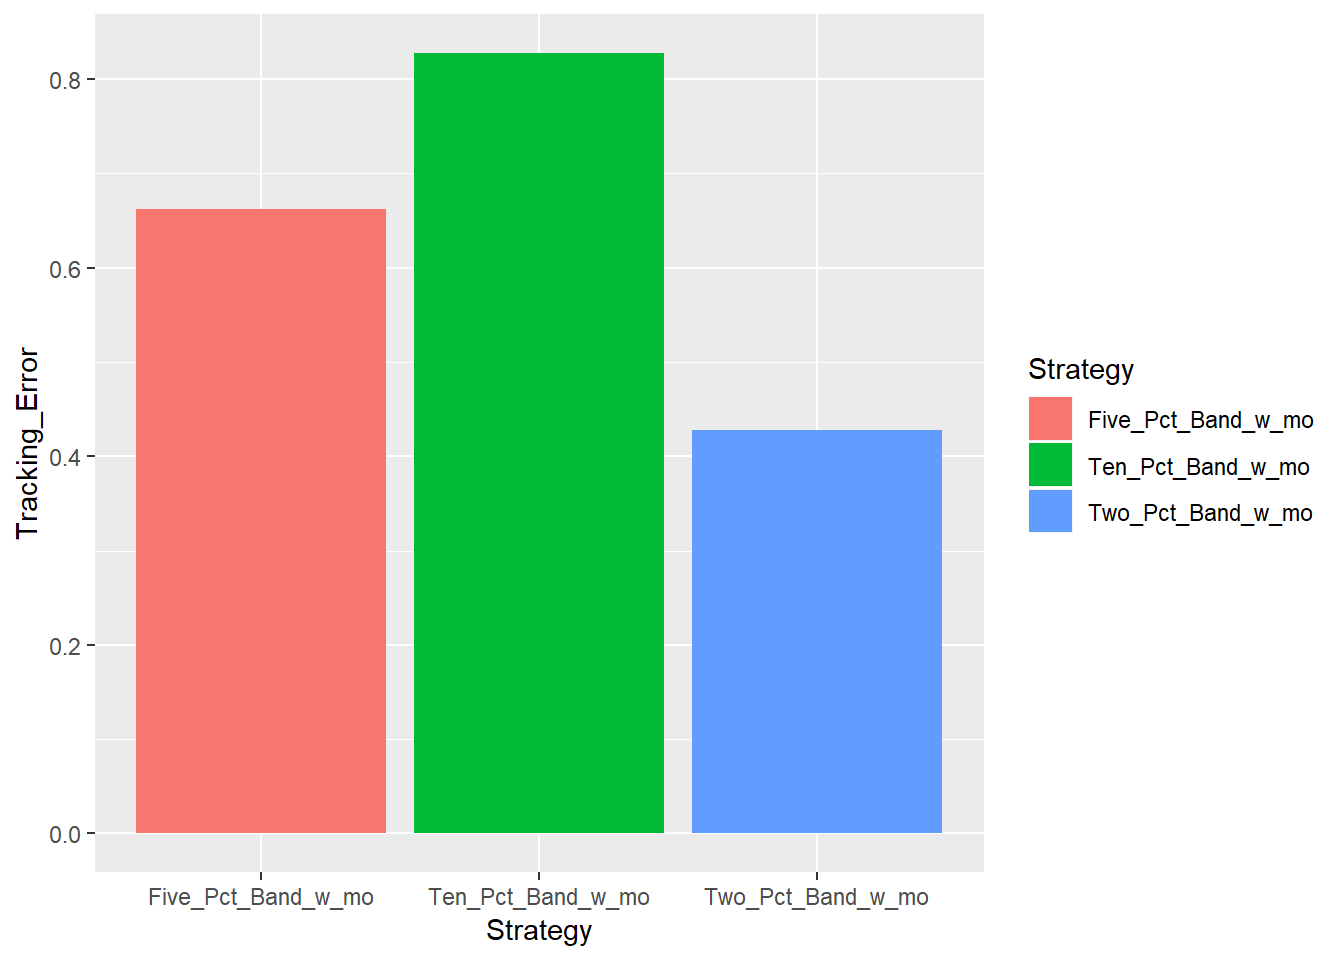 Tracking_Error
0.8
0.6
0.4
0.2
0.0
Five_Pct_Band_w_mo
Ten_Pct_Band_w_mo
Two_Pct_Band_w_mo
Strategy
Strategy
Five_Pct_Band_w_mo
Ten_Pct_Band_w_mo
Two_Pct_Band_w_mo